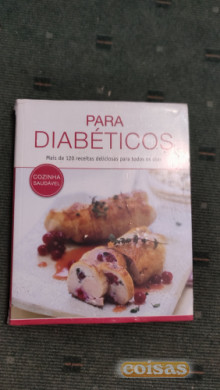 PARA
DIABÉTICOS
Mais de 100 receitas deliciosas para todos os dias
COZINHA
SAUDÁVEL
coisas